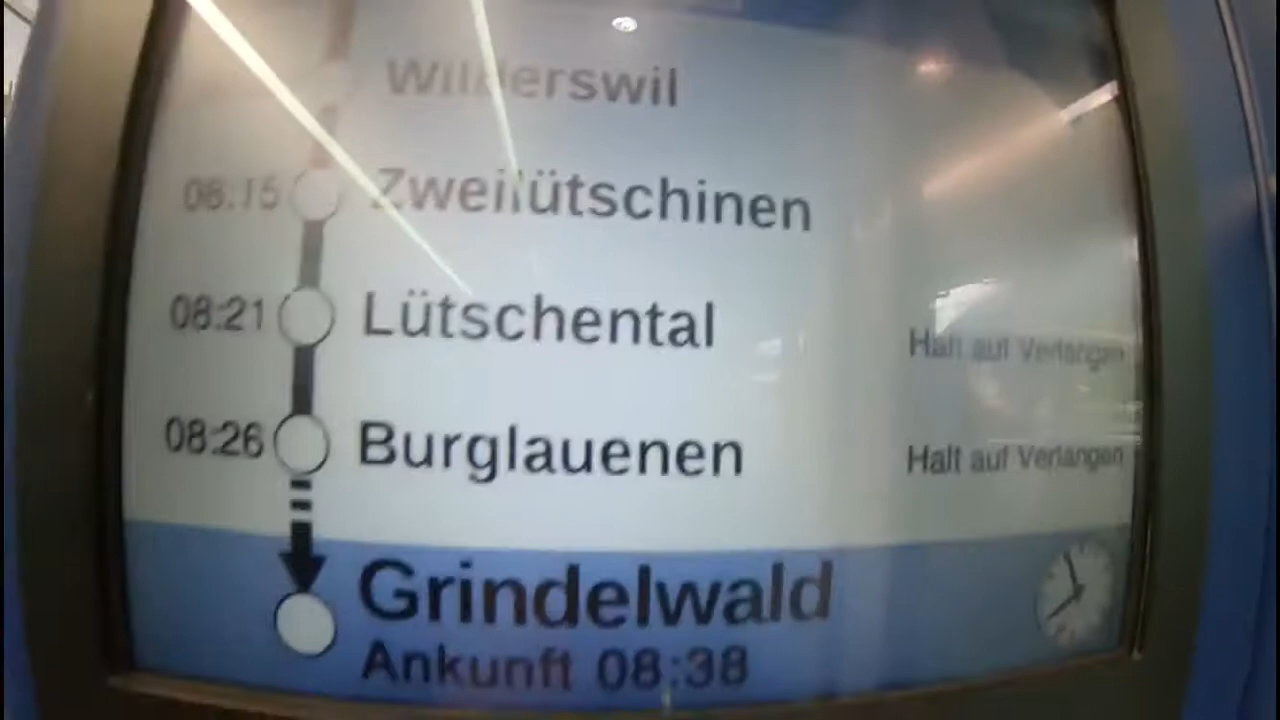 Wilderswil
08:15 Zweilütschinen
08:21 Lütschental Halt auf Verlangen
08:26 Burglauenen Halt auf Verlangen
Grindelwald
Ankunft 08:38